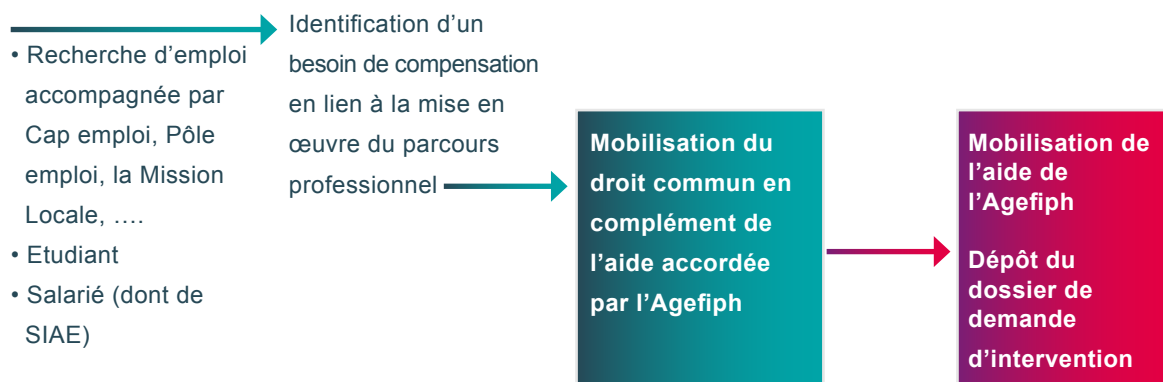 • Recherche d’emploi
accompagnée par
Cap emploi, Pôle
emploi, la Mission
Locale, ….
• Etudiant
• Salarié (dont de
SIAE)
Identification d’un
besoin de compensation
en lien à la mise en
œuvre du parcours
professionnel
Mobilisation du
droit commun en
complément de
l’aide accordée
par l’Agefiph
Mobilisation de
l’aide de
l’Agefiph
Dépôt du
dossier de
demande
d’intervention